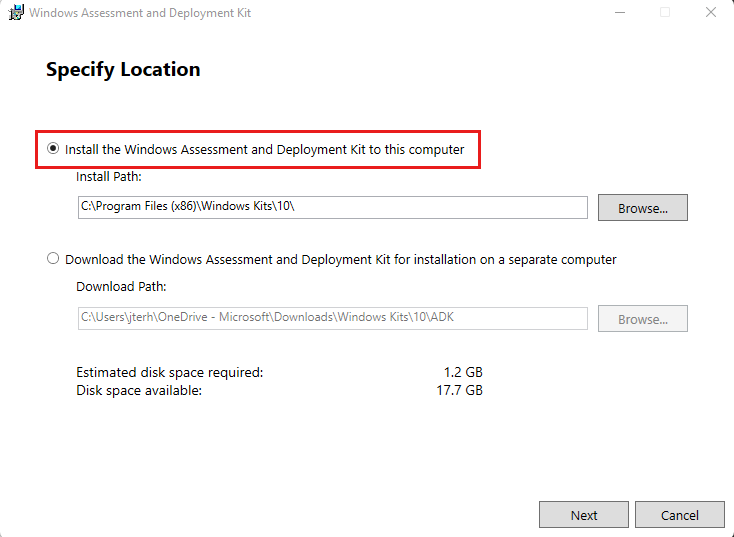 Windows Assessment and Deployment Kit
Specify Location
Install the Windows Assessment and Deployment Kit to this computer
Install Path:
C:\Program Files (x86)\Windows Kits\10\
Browse...
Download the Windows Assessment and Deployment Kit for installation on a separate computer
Download Path:
C:\Users\jterh\OneDrive - Microsoft\Downloads\Windows Kits\10\ADK
Browse...
Estimated disk space required: 1.2 GB
Disk space available: 17.7 GB
Next Cancel